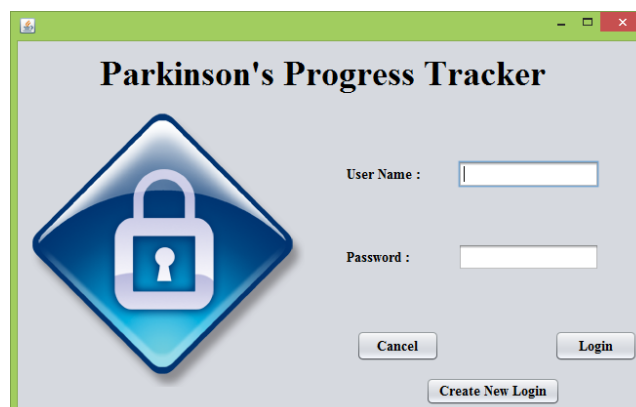 Parkinson's Progress Tracker
User Name :
Password :
Cancel Login
Create New Login